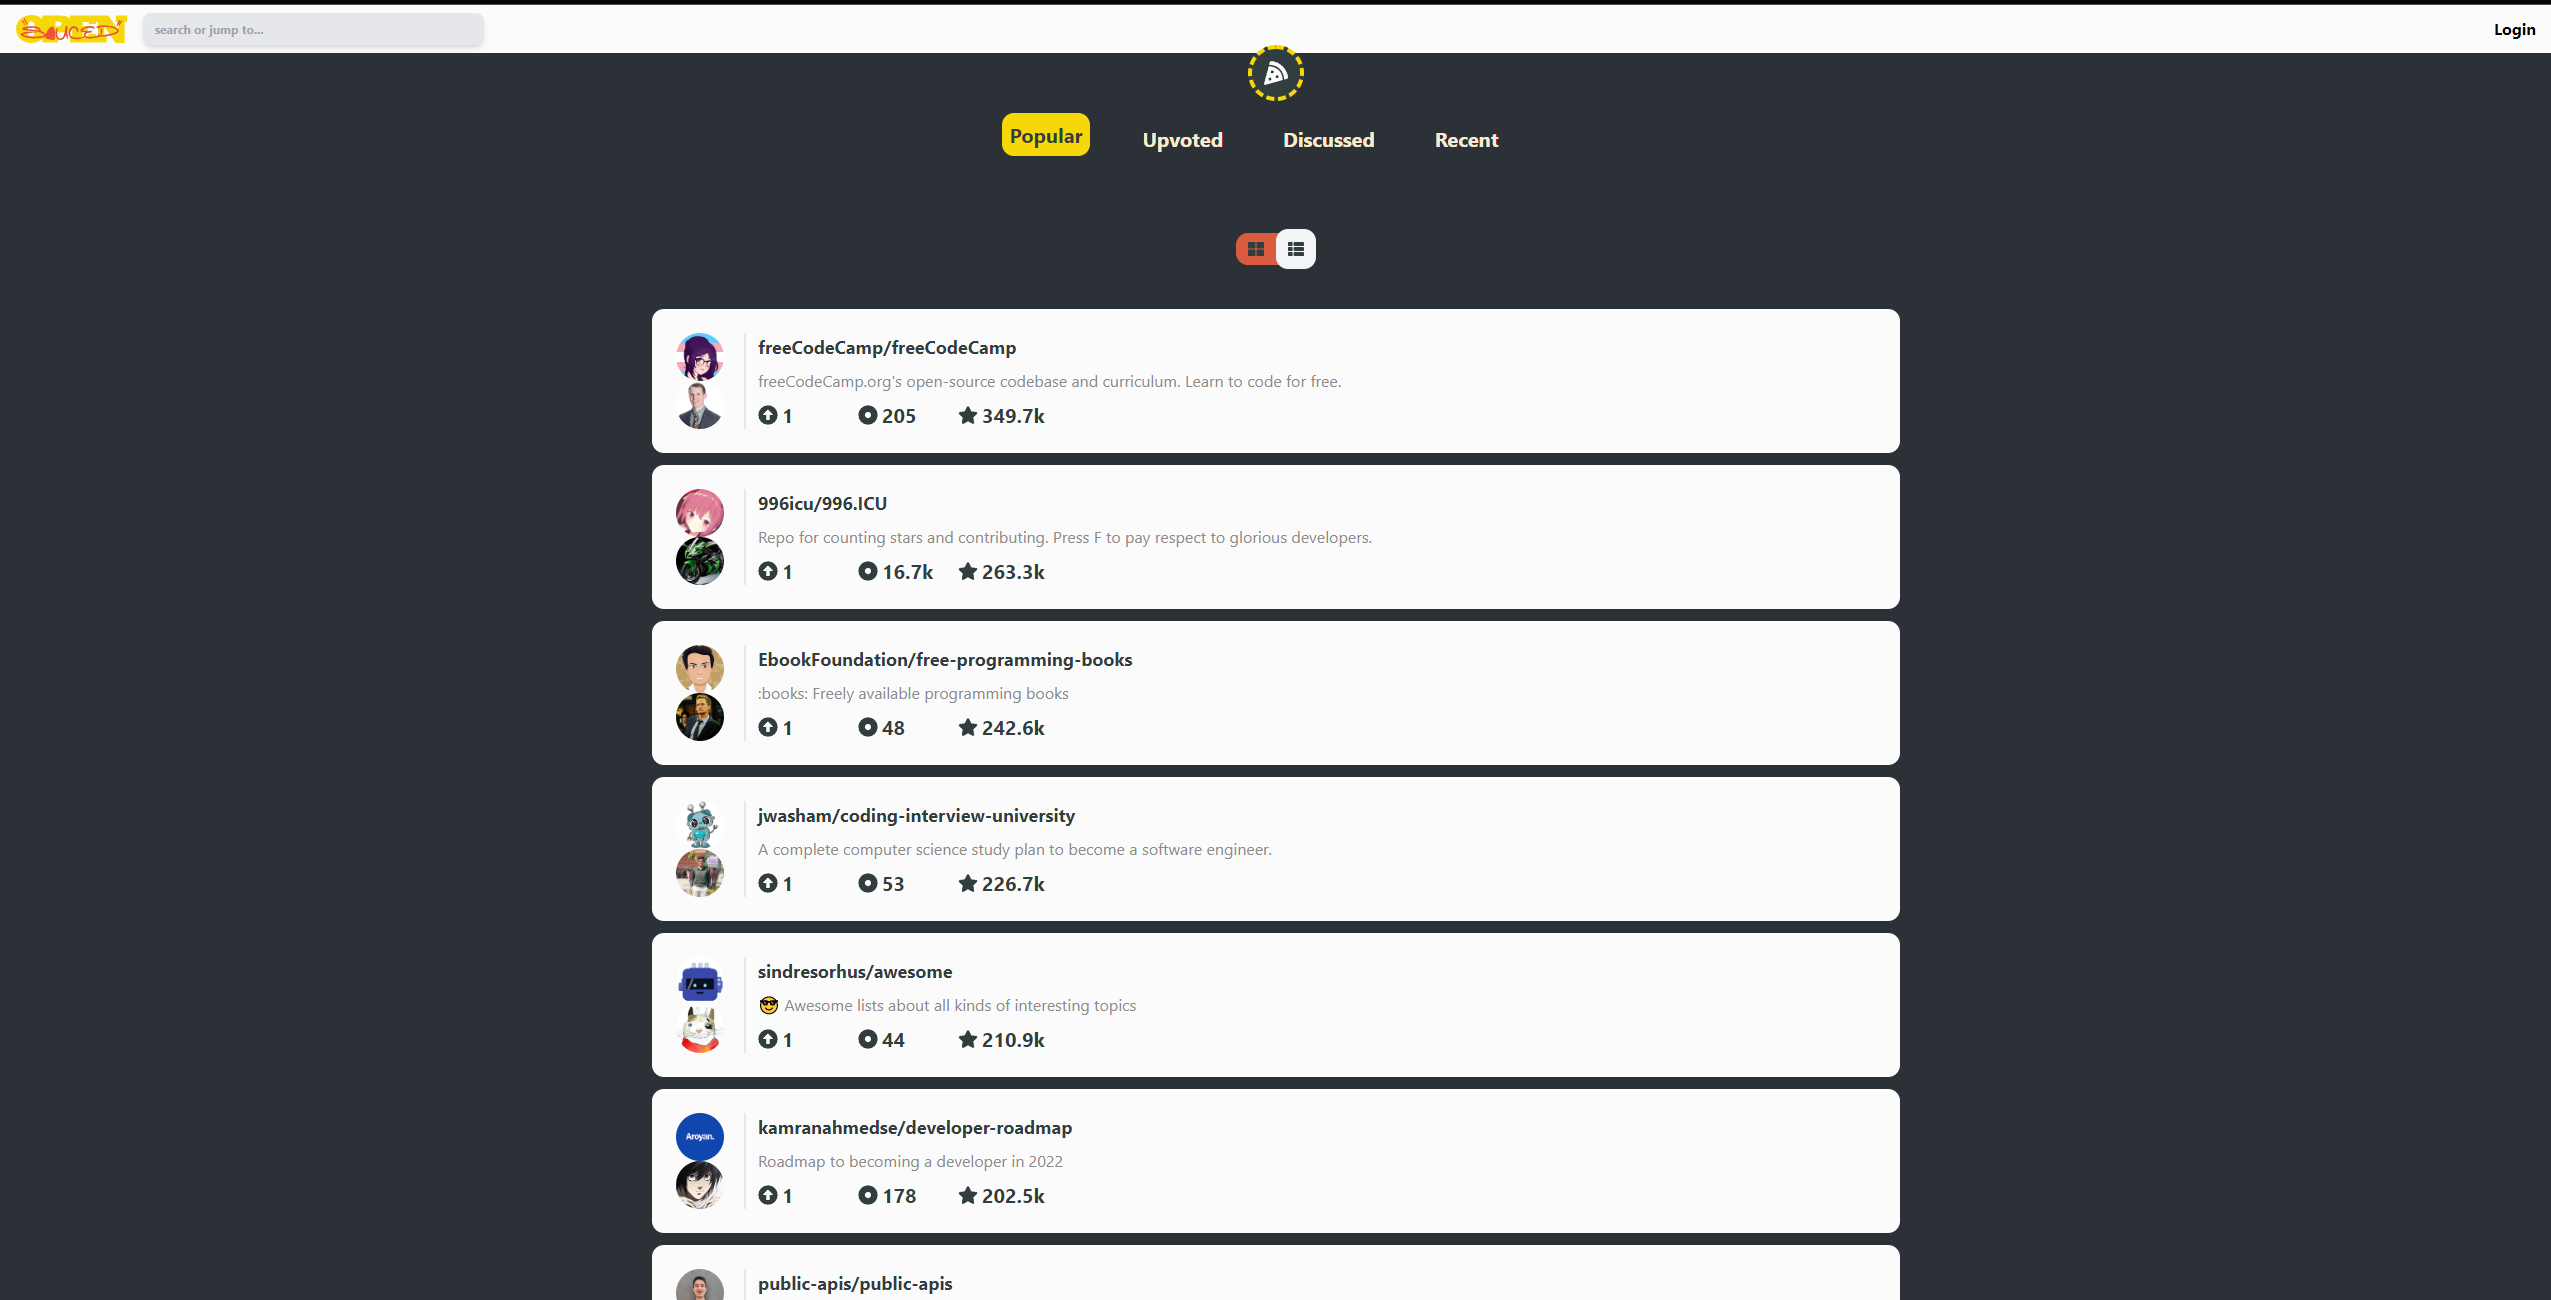 OPEN
SAUCED
search or jump to...
Login
Popular
Upvoted
Discussed
Recent
freeCodeCamp/freeCodeCamp
freeCodeCamp.org's open-source codebase and curriculum. Learn to code for free.
1 205 349.7k
996icu/996.ICU
Repo for counting stars and contributing. Press F to pay respect to glorious developers.
1 16.7k 263.3k
EbookFoundation/free-programming-books
:books: Freely available programming books
1 48 242.6k
jwasham/coding-interview-university
A complete computer science study plan to become a software engineer.
1 53 226.7k
sindresorhus/awesome
😎 Awesome lists about all kinds of interesting topics
1 44 210.9k
Aroyan.
kamranahmedse/developer-roadmap
Roadmap to becoming a developer in 2022
1 178 202.5k
public-apis/public-apis